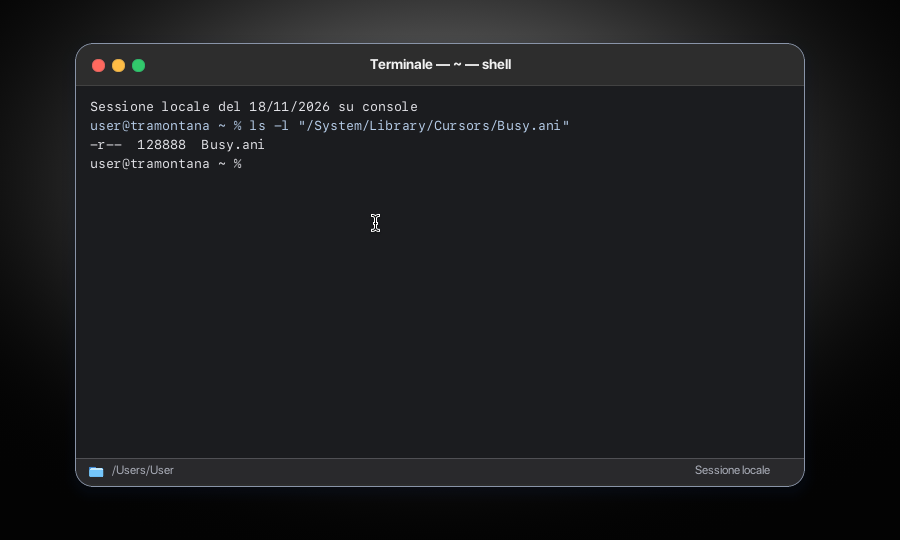 Terminale — ~ — shell
Sessione locale del 18/11/2026 su console
user@tramontana ~ % ls -l "/System/Library/Cursors/Busy.ani"
-r--  128888  Busy.ani
user@tramontana ~ %
/Users/User
Sessione locale